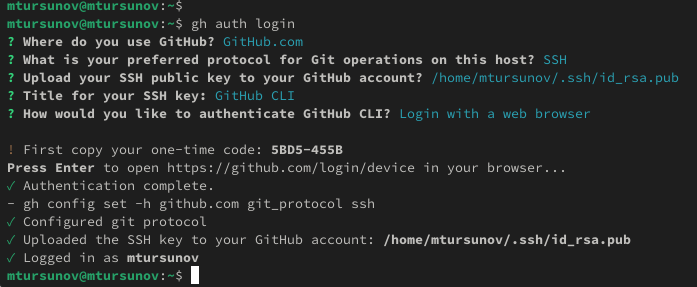 mtursunov@mtursunov:~$
mtursunov@mtursunov:~$ gh auth login
? Where do you use GitHub? GitHub.com
? What is your preferred protocol for Git operations on this host? SSH
? Upload your SSH public key to your GitHub account? /home/mtursunov/.ssh/id_rsa.pub
? Title for your SSH key: GitHub CLI
? How would you like to authenticate GitHub CLI? Login with a web browser

! First copy your one-time code: 5BD5-455B
Press Enter to open https://github.com/login/device in your browser...
✓ Authentication complete.
- gh config set -h github.com git_protocol ssh
✓ Configured git protocol
✓ Uploaded the SSH key to your GitHub account: /home/mtursunov/.ssh/id_rsa.pub
✓ Logged in as mtursunov
mtursunov@mtursunov:~$